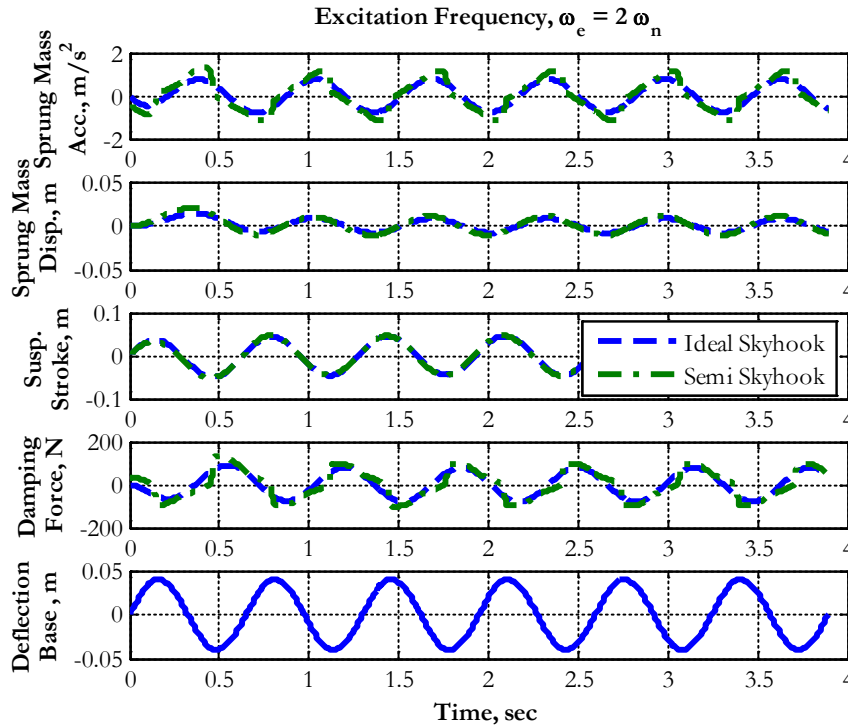 Excitation Frequency, ωe = 2 ωn
Sprung Mass
Acc., m/s2
2
0
-2
0 0.5 1 1.5 2 2.5 3 3.5 4
Sprung Mass
Disp., m
0.05
0
-0.05
0 0.5 1 1.5 2 2.5 3 3.5 4
Susp.
Stroke, m
0.1
0
-0.1
0 0.5 1 1.5 2 2.5 3 3.5 4
Ideal Skyhook
Semi Skyhook
Damping
Force, N
200
0
-200
0 0.5 1 1.5 2 2.5 3 3.5 4
Deflection
Base , m
0.05
0
-0.05
0 0.5 1 1.5 2 2.5 3 3.5 4
Time, sec